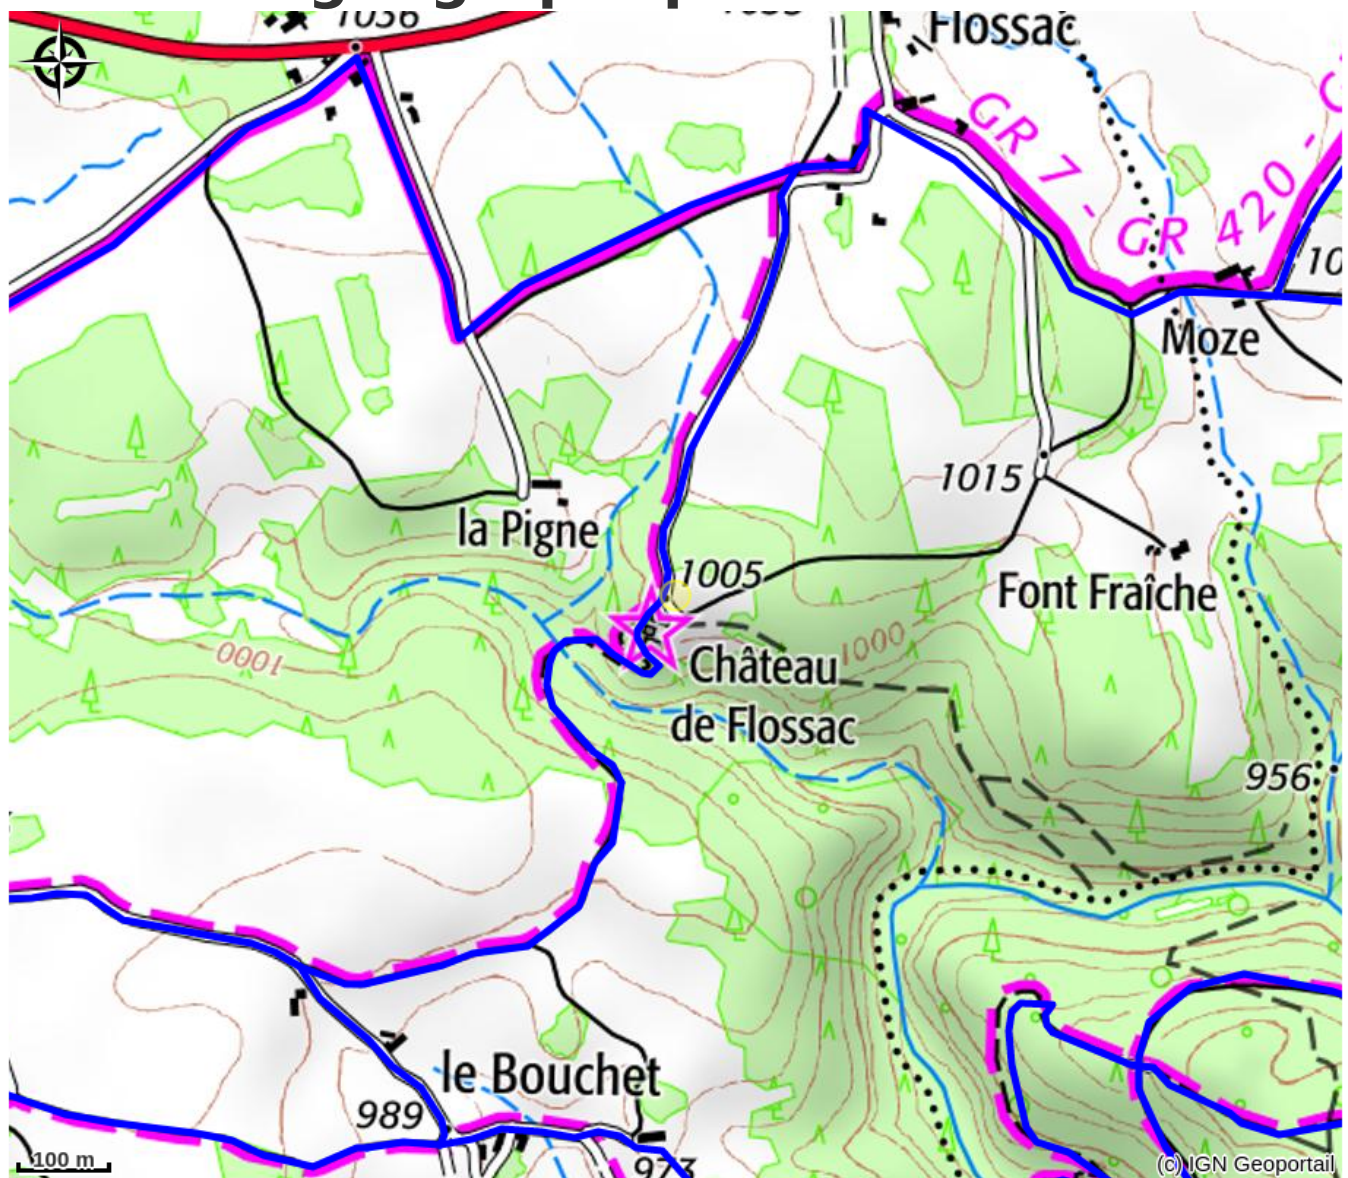 1036
Flossac
GR 7 - GR 420 - G
10
Moze
1015
la Pigne
1005
Font Fraîche
1000
1000
Château
de Flossac
956
le Bouchet
989
973
100 m
(c) IGN Geoportail